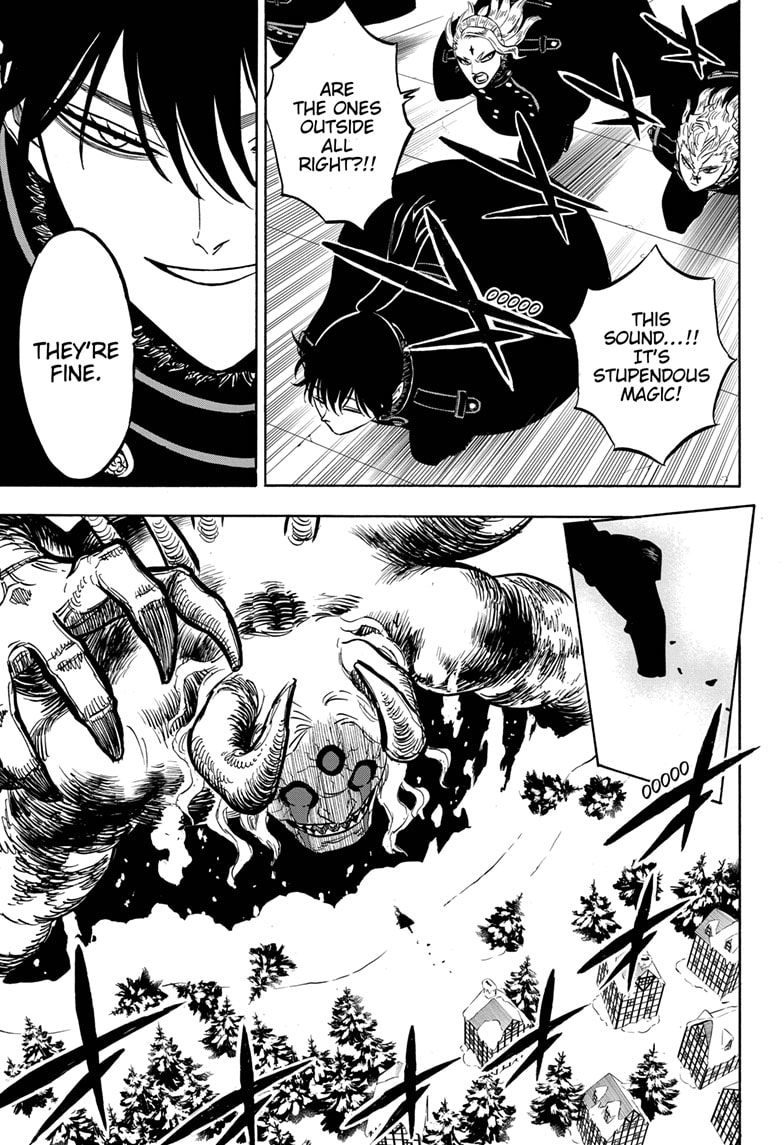 THIS
SOUND...!!
IT'S
STUPENDOUS
MAGIC!
OOOOO
ARE
THE ONES
OUTSIDE
ALL
RIGHT?!!
THEY'RE
FINE.
OOOOO